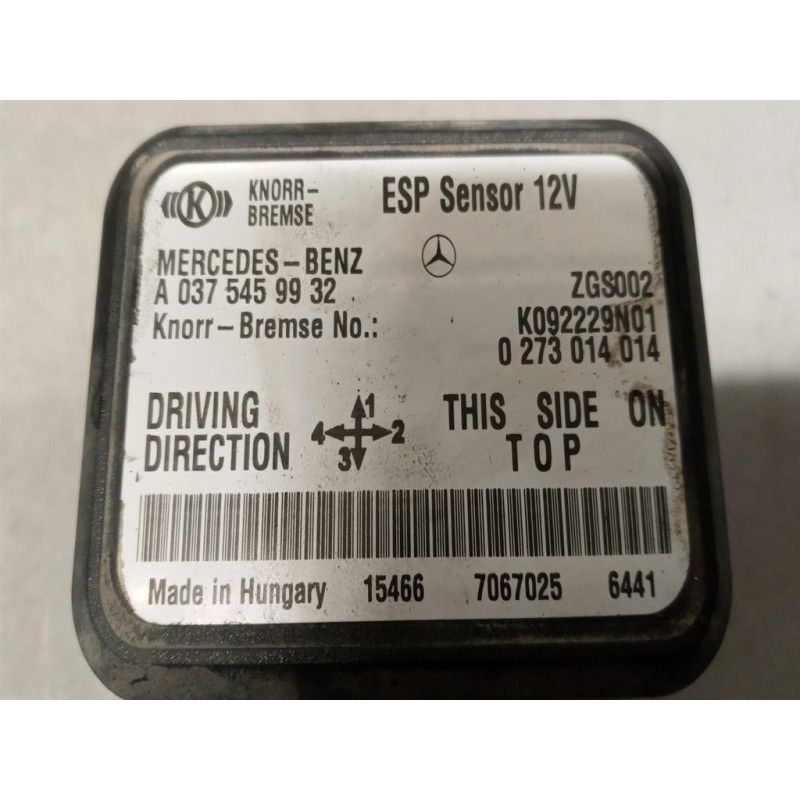 K KNORR- ESP Sensor 12V
BREMSE
MERCEDES-BENZ
A 037 545 99 32 ZGS002
Knorr-Bremse No.: K092229N01
0 273 014 014
DRIVING 1 THIS SIDE ON
4 2
DIRECTION 3 TOP
Made in Hungary 15466 7067025 6441